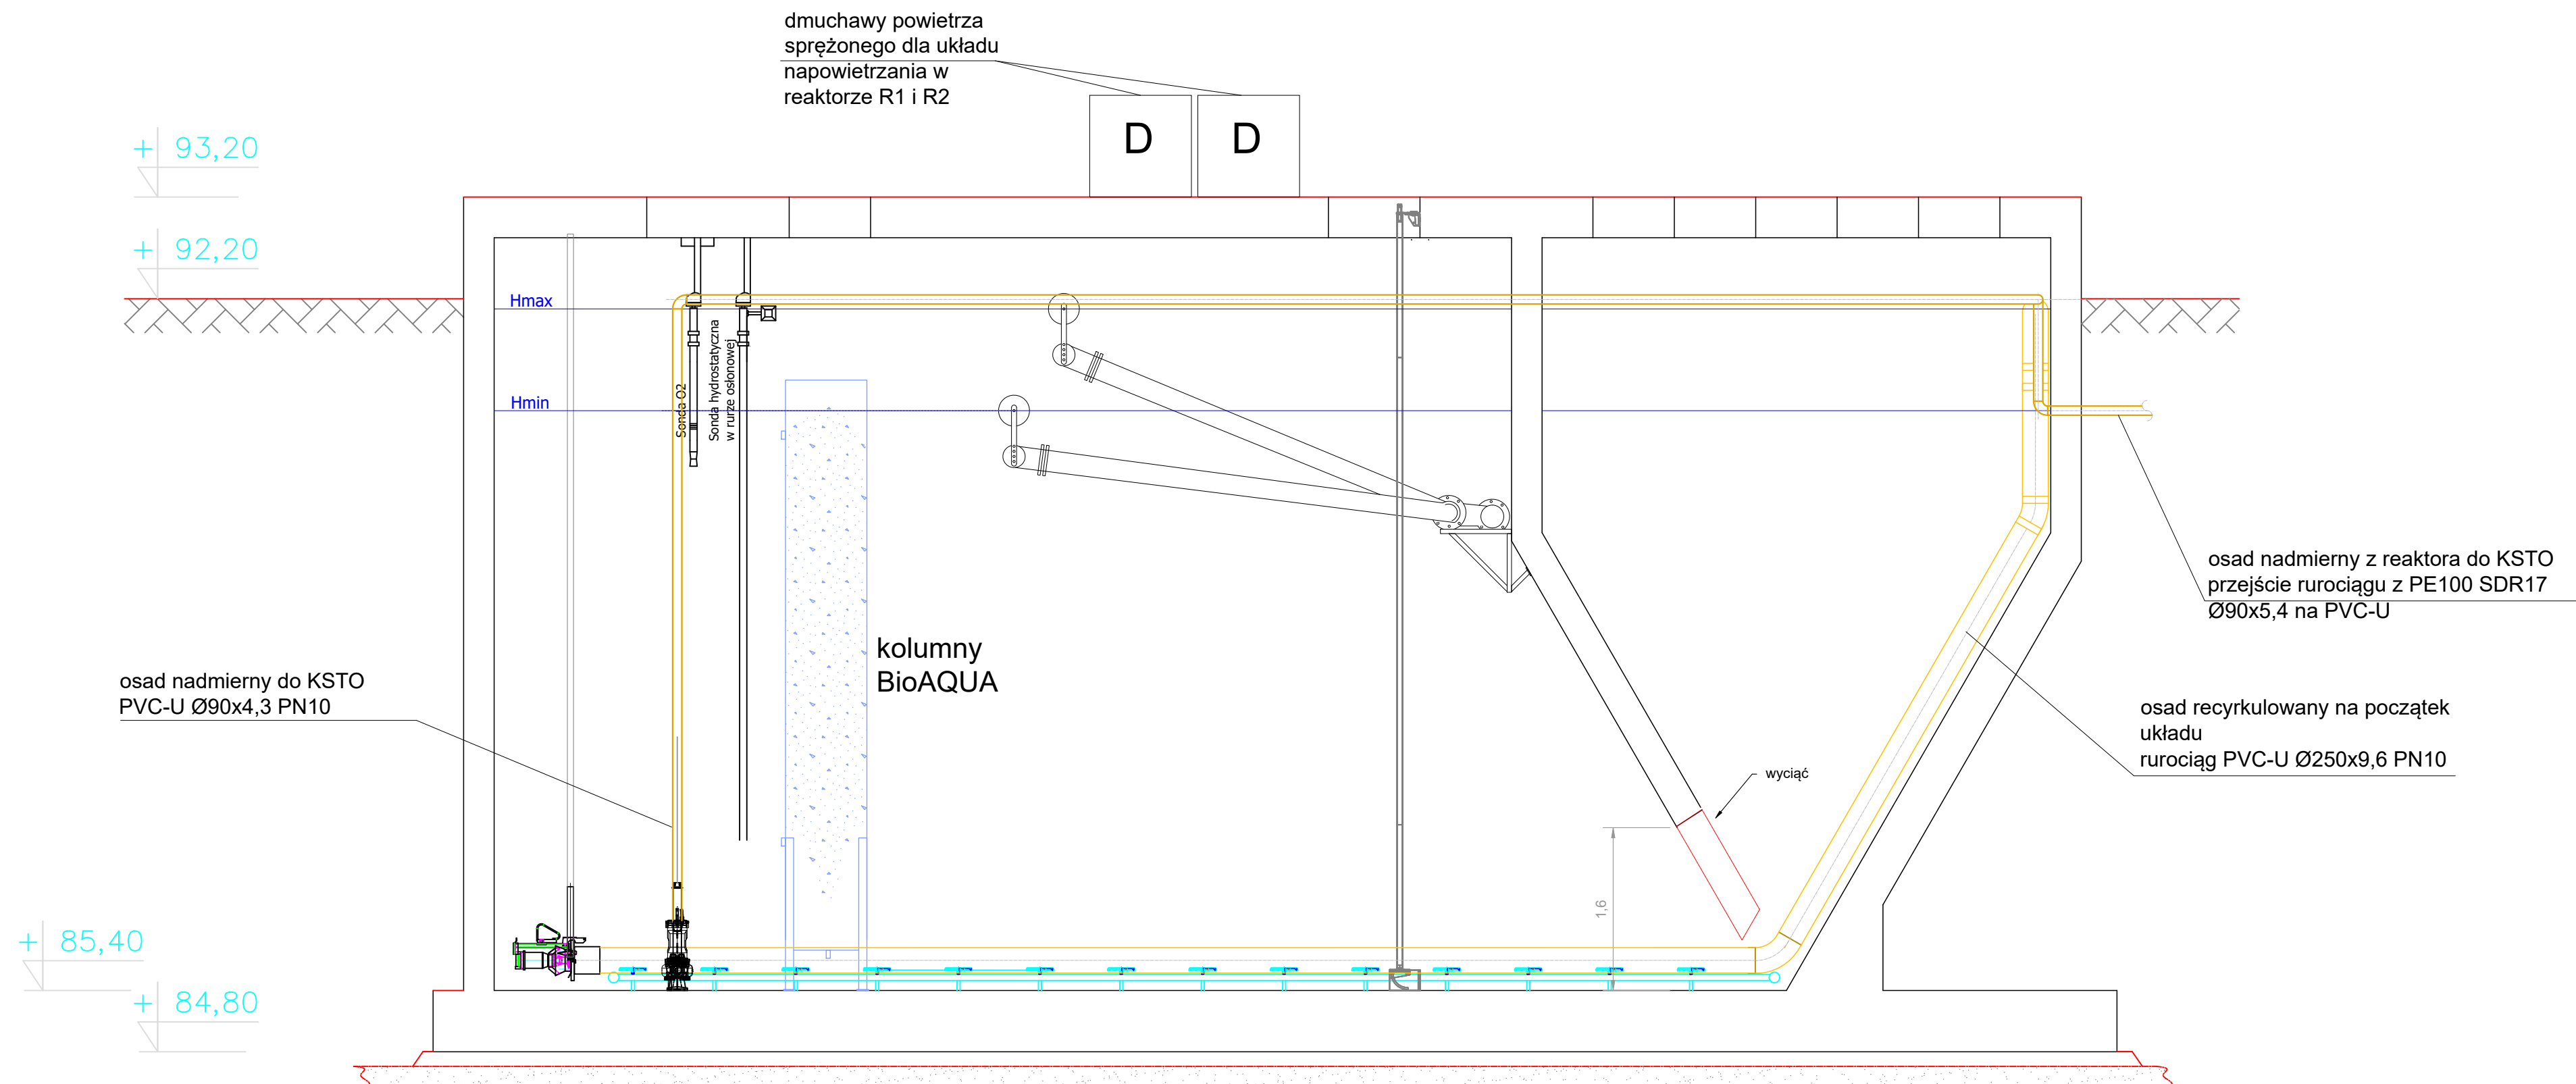 dmuchawy powietrza
sprężonego dla układu
napowietrzania w
reaktorze R1 i R2
D
D
+ 93,20
+ 92,20
Hmax
Hmin
Sonda O2
Sonda hydrostatyczna
w rurze osłonowej
kolumny
BioAQUA
osad nadmierny do KSTO
PVC-U Ø90x4,3 PN10
osad nadmierny z reaktora do KSTO
przejście rurociągu z PE100 SDR17
Ø90x5,4 na PVC-U
osad recyrkulowany na początek
układu
rurociąg PVC-U Ø250x9,6 PN10
wyciąć
1,6
+ 85,40
+ 84,80